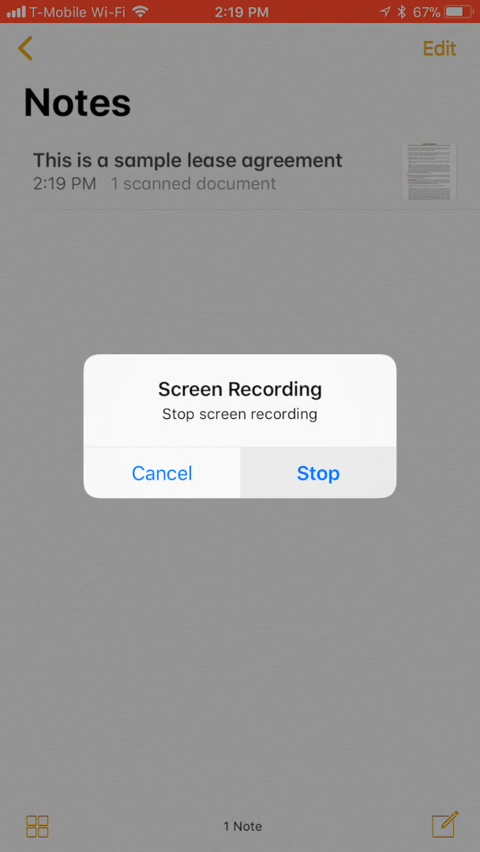 T-Mobile Wi-Fi 2:19 PM 67%
Edit
Notes
This is a sample lease agreement
2:19 PM 1 scanned document
Screen Recording
Stop screen recording
Cancel Stop
1 Note